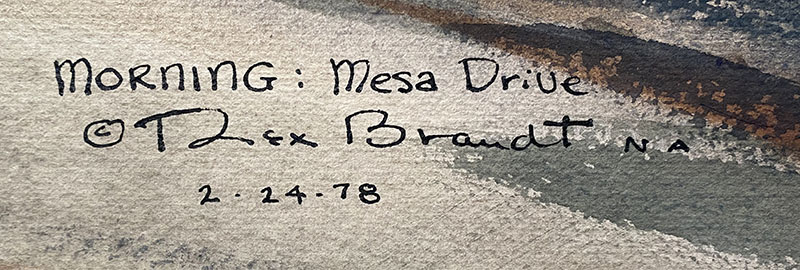 MORNING: Mesa Drive
© Rex Brandt NA
2-24-78